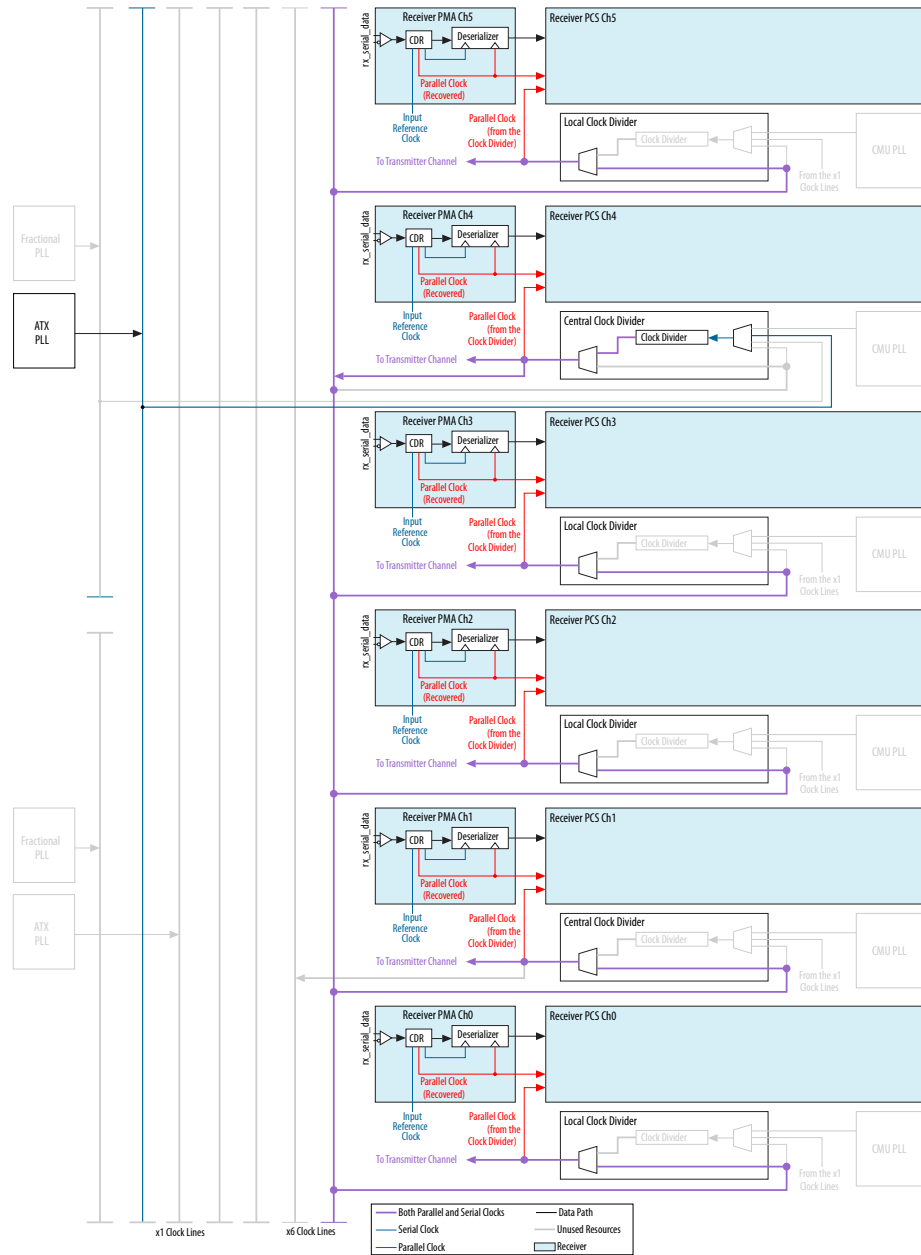 Receiver PMA Ch5
Receiver PCS Ch5
rx_serial_data
CDR
Deserializer
Parallel Clock
(Recovered)
Input
Reference
Clock
Parallel Clock
(from the
Clock Divider)
To Transmitter Channel
Local Clock Divider
Clock Divider
CMU PLL
From the x1
Clock Lines
Fractional
PLL
ATX
PLL
Receiver PMA Ch4
Receiver PCS Ch4
rx_serial_data
CDR
Deserializer
Parallel Clock
(Recovered)
Input
Reference
Clock
Parallel Clock
(from the
Clock Divider)
To Transmitter Channel
Central Clock Divider
Clock Divider
CMU PLL
Receiver PMA Ch3
Receiver PCS Ch3
rx_serial_data
CDR
Deserializer
Parallel Clock
(Recovered)
Input
Reference
Clock
Parallel Clock
(from the
Clock Divider)
To Transmitter Channel
Local Clock Divider
Clock Divider
CMU PLL
From the x1
Clock Lines
Receiver PMA Ch2
Receiver PCS Ch2
rx_serial_data
CDR
Deserializer
Parallel Clock
(Recovered)
Input
Reference
Clock
Parallel Clock
(from the
Clock Divider)
To Transmitter Channel
Local Clock Divider
Clock Divider
CMU PLL
From the x1
Clock Lines
Fractional
PLL
ATX
PLL
Receiver PMA Ch1
Receiver PCS Ch1
rx_serial_data
CDR
Deserializer
Parallel Clock
(Recovered)
Input
Reference
Clock
Parallel Clock
(from the
Clock Divider)
To Transmitter Channel
Central Clock Divider
Clock Divider
CMU PLL
From the x1
Clock Lines
Receiver PMA Ch0
Receiver PCS Ch0
rx_serial_data
CDR
Deserializer
Parallel Clock
(Recovered)
Input
Reference
Clock
Parallel Clock
(from the
Clock Divider)
To Transmitter Channel
Local Clock Divider
Clock Divider
CMU PLL
From the x1
Clock Lines
x1 Clock Lines
x6 Clock Lines
Both Parallel and Serial Clocks
Serial Clock
Parallel Clock
Data Path
Unused Resources
Receiver